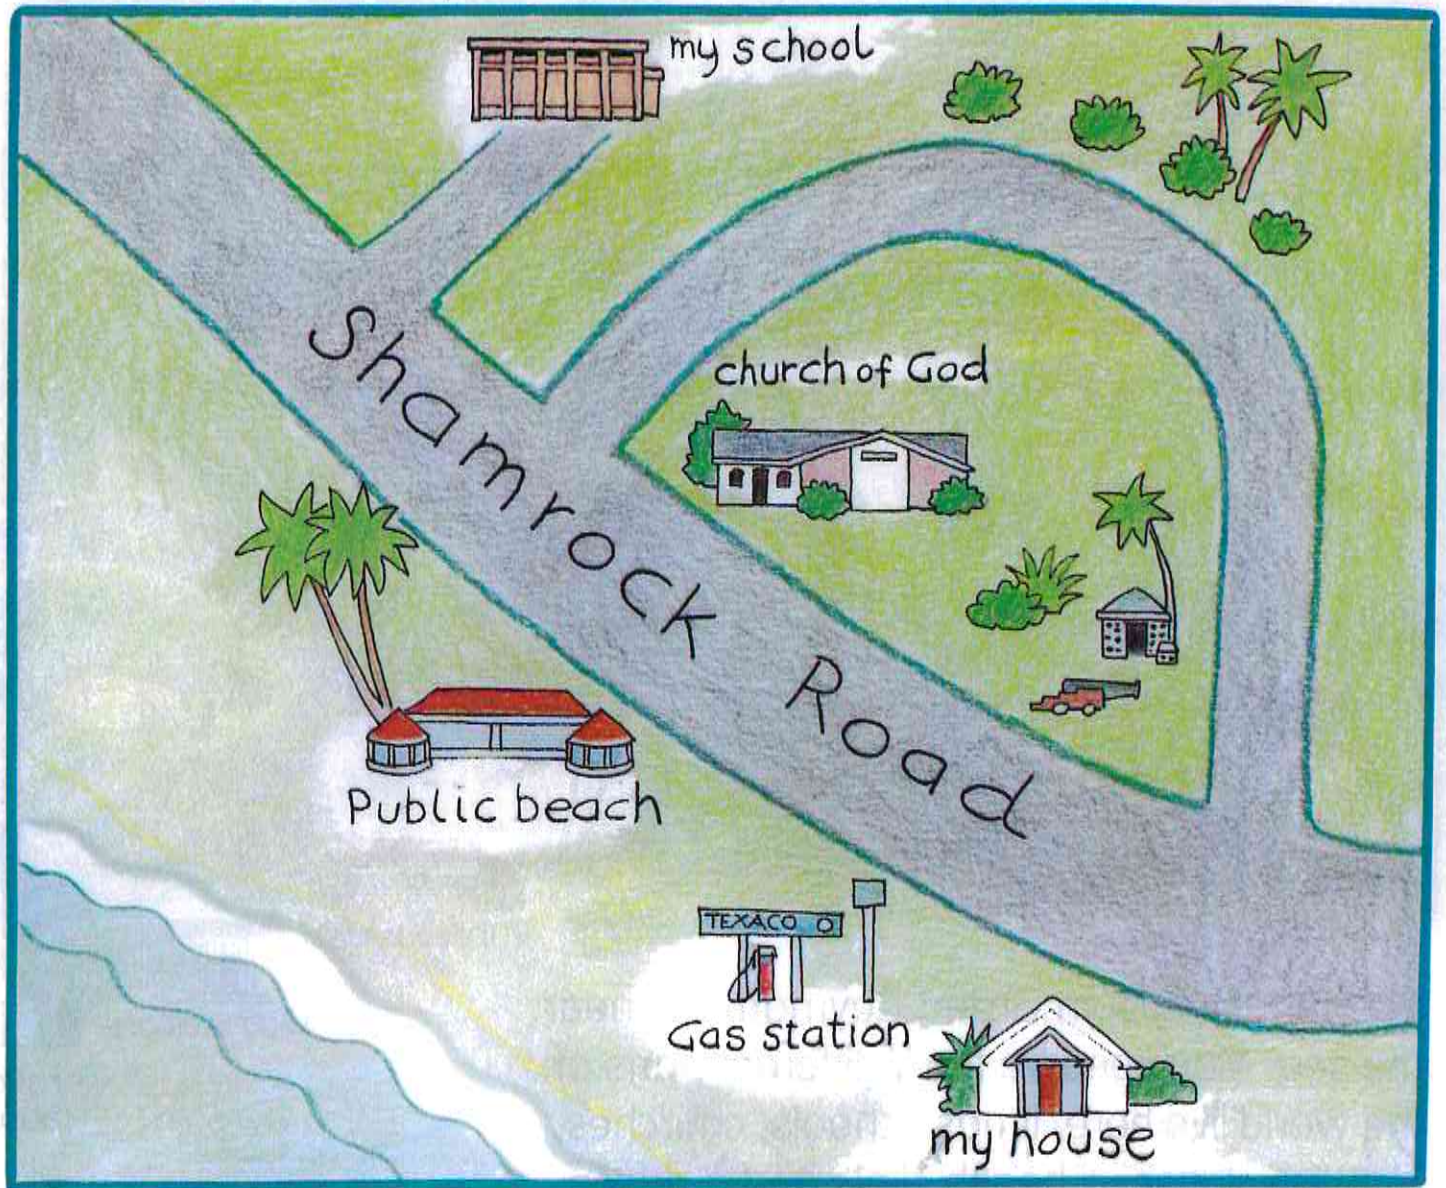 my school
church of God
Shamrock Road
Public beach
TEXACO
Gas station
my house